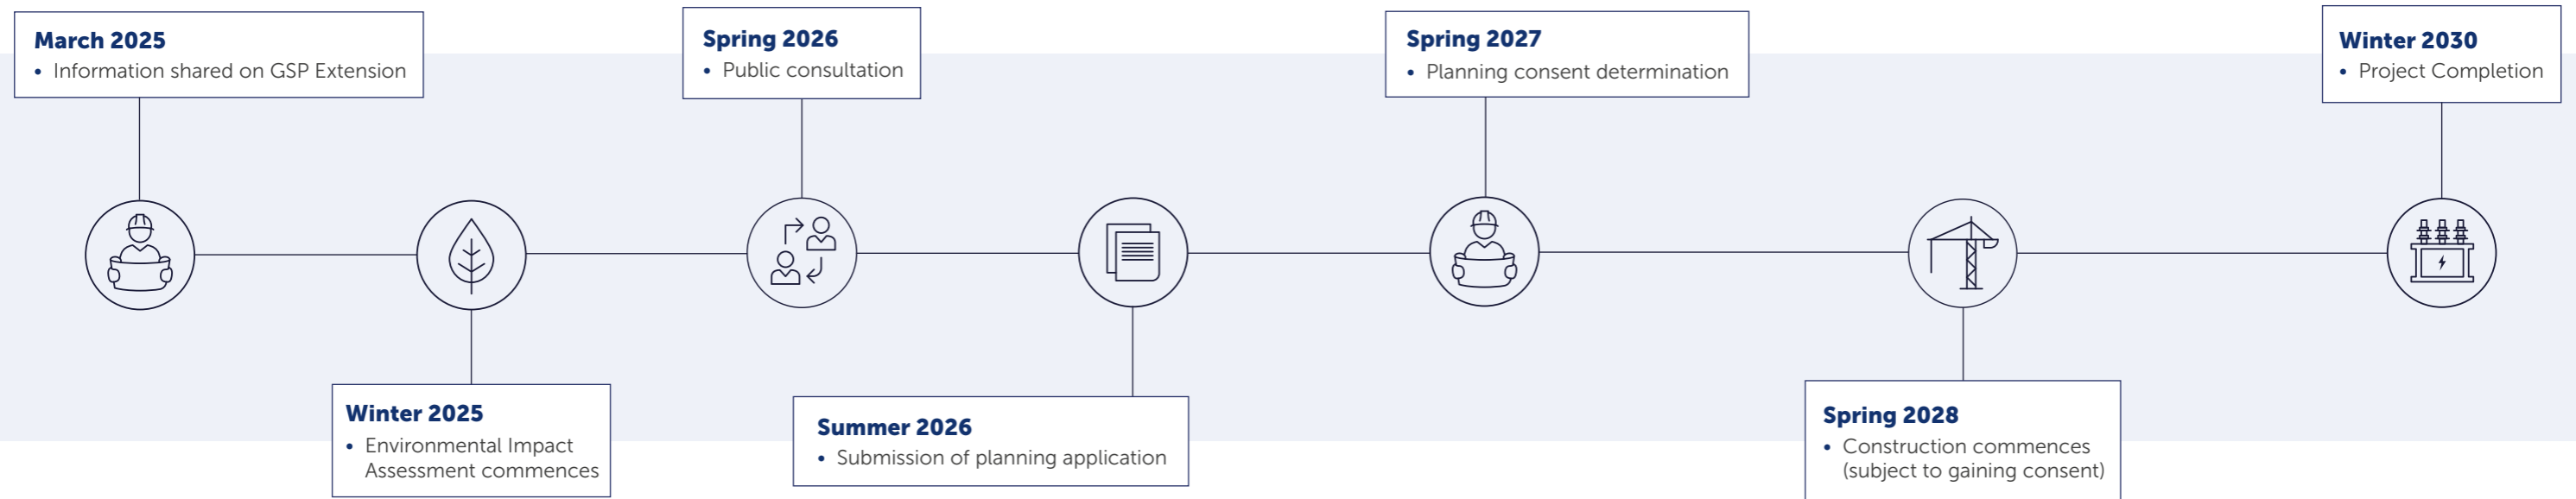 March 2025
• Information shared on GSP Extension
Winter 2025
• Environmental Impact
Assessment commences
Spring 2026
• Public consultation
Summer 2026
• Submission of planning application
Spring 2027
• Planning consent determination
Spring 2028
• Construction commences
(subject to gaining consent)
Winter 2030
• Project Completion